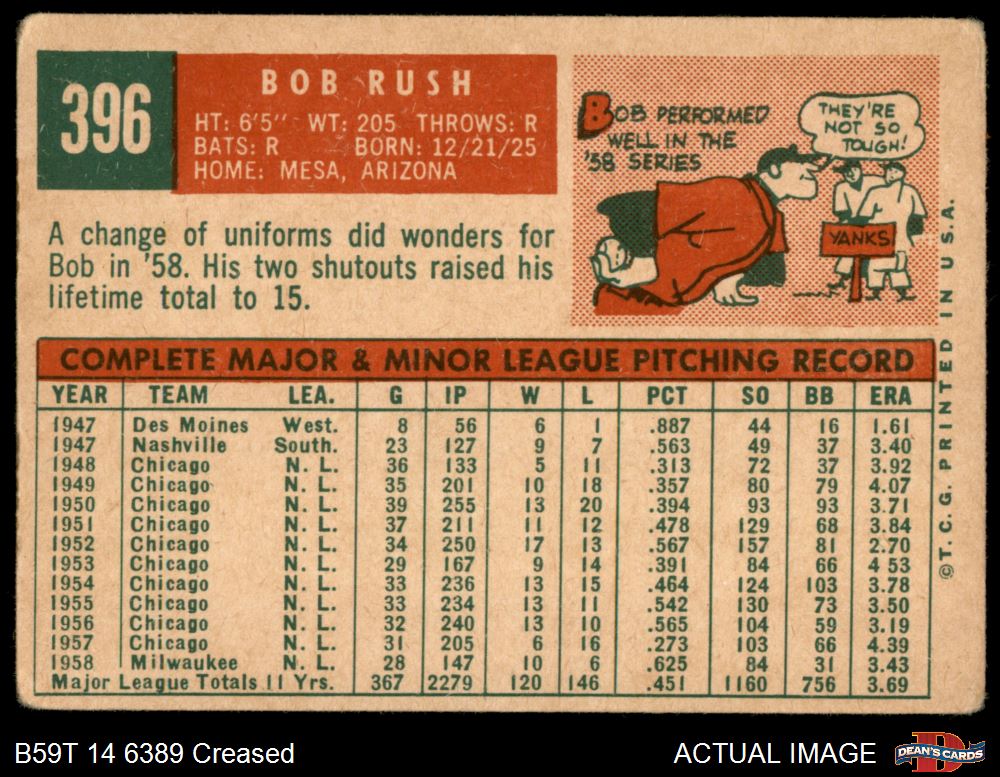 396
BOB RUSH
HT: 6'5" WT: 205 THROWS: R
BATS: R BORN: 12/21/25
HOME: MESA, ARIZONA
A change of uniforms did wonders for
Bob in '58. His two shutouts raised his
lifetime total to 15.
BOB PERFORMED
WELL IN THE
'58 SERIES
THEY'RE
NOT SO
TOUGH!
YANKS
COMPLETE MAJOR & MINOR LEAGUE PITCHING RECORD
YEAR TEAM LEA. G IP W L PCT SO BB ERA
1947 Des Moines West. 8 56 6 1 .887 44 16 1.61
1947 Nashville South. 23 127 9 7 .563 49 37 3.40
1948 Chicago N. L. 36 133 5 11 .313 72 37 3.92
1949 Chicago N. L. 35 201 10 18 .357 80 79 4.07
1950 Chicago N. L. 39 255 13 20 .394 93 93 3.71
1951 Chicago N. L. 37 211 11 12 .478 129 68 3.84
1952 Chicago N. L. 34 250 17 13 .567 157 81 2.70
1953 Chicago N. L. 29 167 9 14 .391 84 66 4 53
1954 Chicago N. L. 33 236 13 15 .464 124 103 3.78
1955 Chicago N. L. 33 234 13 11 .542 130 73 3.50
1956 Chicago N. L. 32 240 13 10 .565 104 59 3.19
1957 Chicago N. L. 31 205 6 16 .273 103 66 4.39
1958 Milwaukee N. L. 28 147 10 6 .625 84 31 3.43
Major League Totals 11 Yrs. 367 2279 120 146 .451 1160 756 3.69
©T.C.G. PRINTED IN U.S.A.
B59T 14 6389 Creased
ACTUAL IMAGE
DEAN'S CARDS